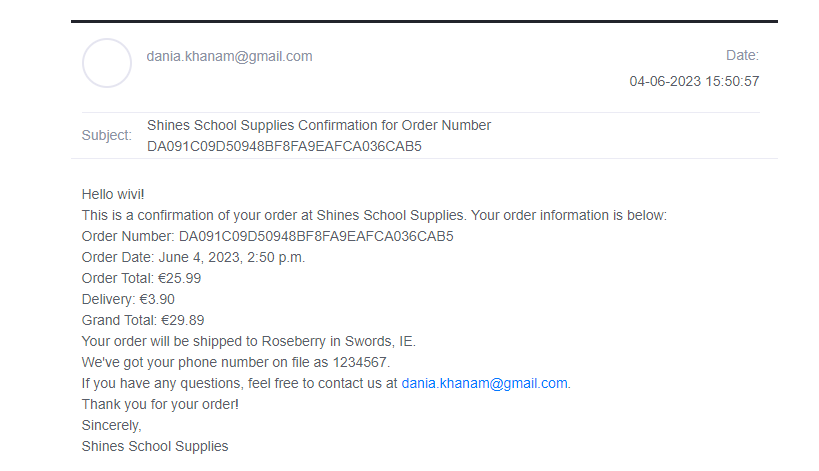 dania.khanam@gmail.com
Date:
04-06-2023 15:50:57
Subject:
Shines School Supplies Confirmation for Order Number
DA091C09D50948BF8FA9EAFCA036CAB5
Hello wivi!
This is a confirmation of your order at Shines School Supplies. Your order information is below:
Order Number: DA091C09D50948BF8FA9EAFCA036CAB5
Order Date: June 4, 2023, 2:50 p.m.
Order Total: €25.99
Delivery: €3.90
Grand Total: €29.89
Your order will be shipped to Roseberry in Swords, IE.
We've got your phone number on file as 1234567.
If you have any questions, feel free to contact us at dania.khanam@gmail.com.
Thank you for your order!
Sincerely,
Shines School Supplies